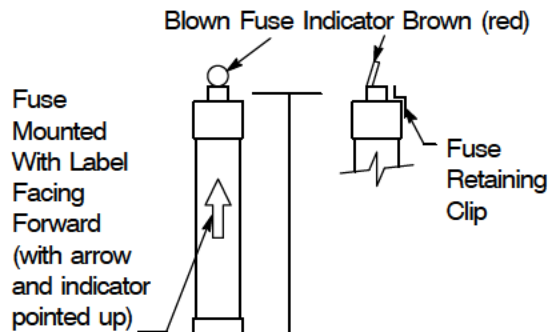 Blown Fuse Indicator Brown (red)
Fuse
Mounted
With Label
Facing
Forward
(with arrow
and indicator
pointed up)
Fuse
Retaining
Clip